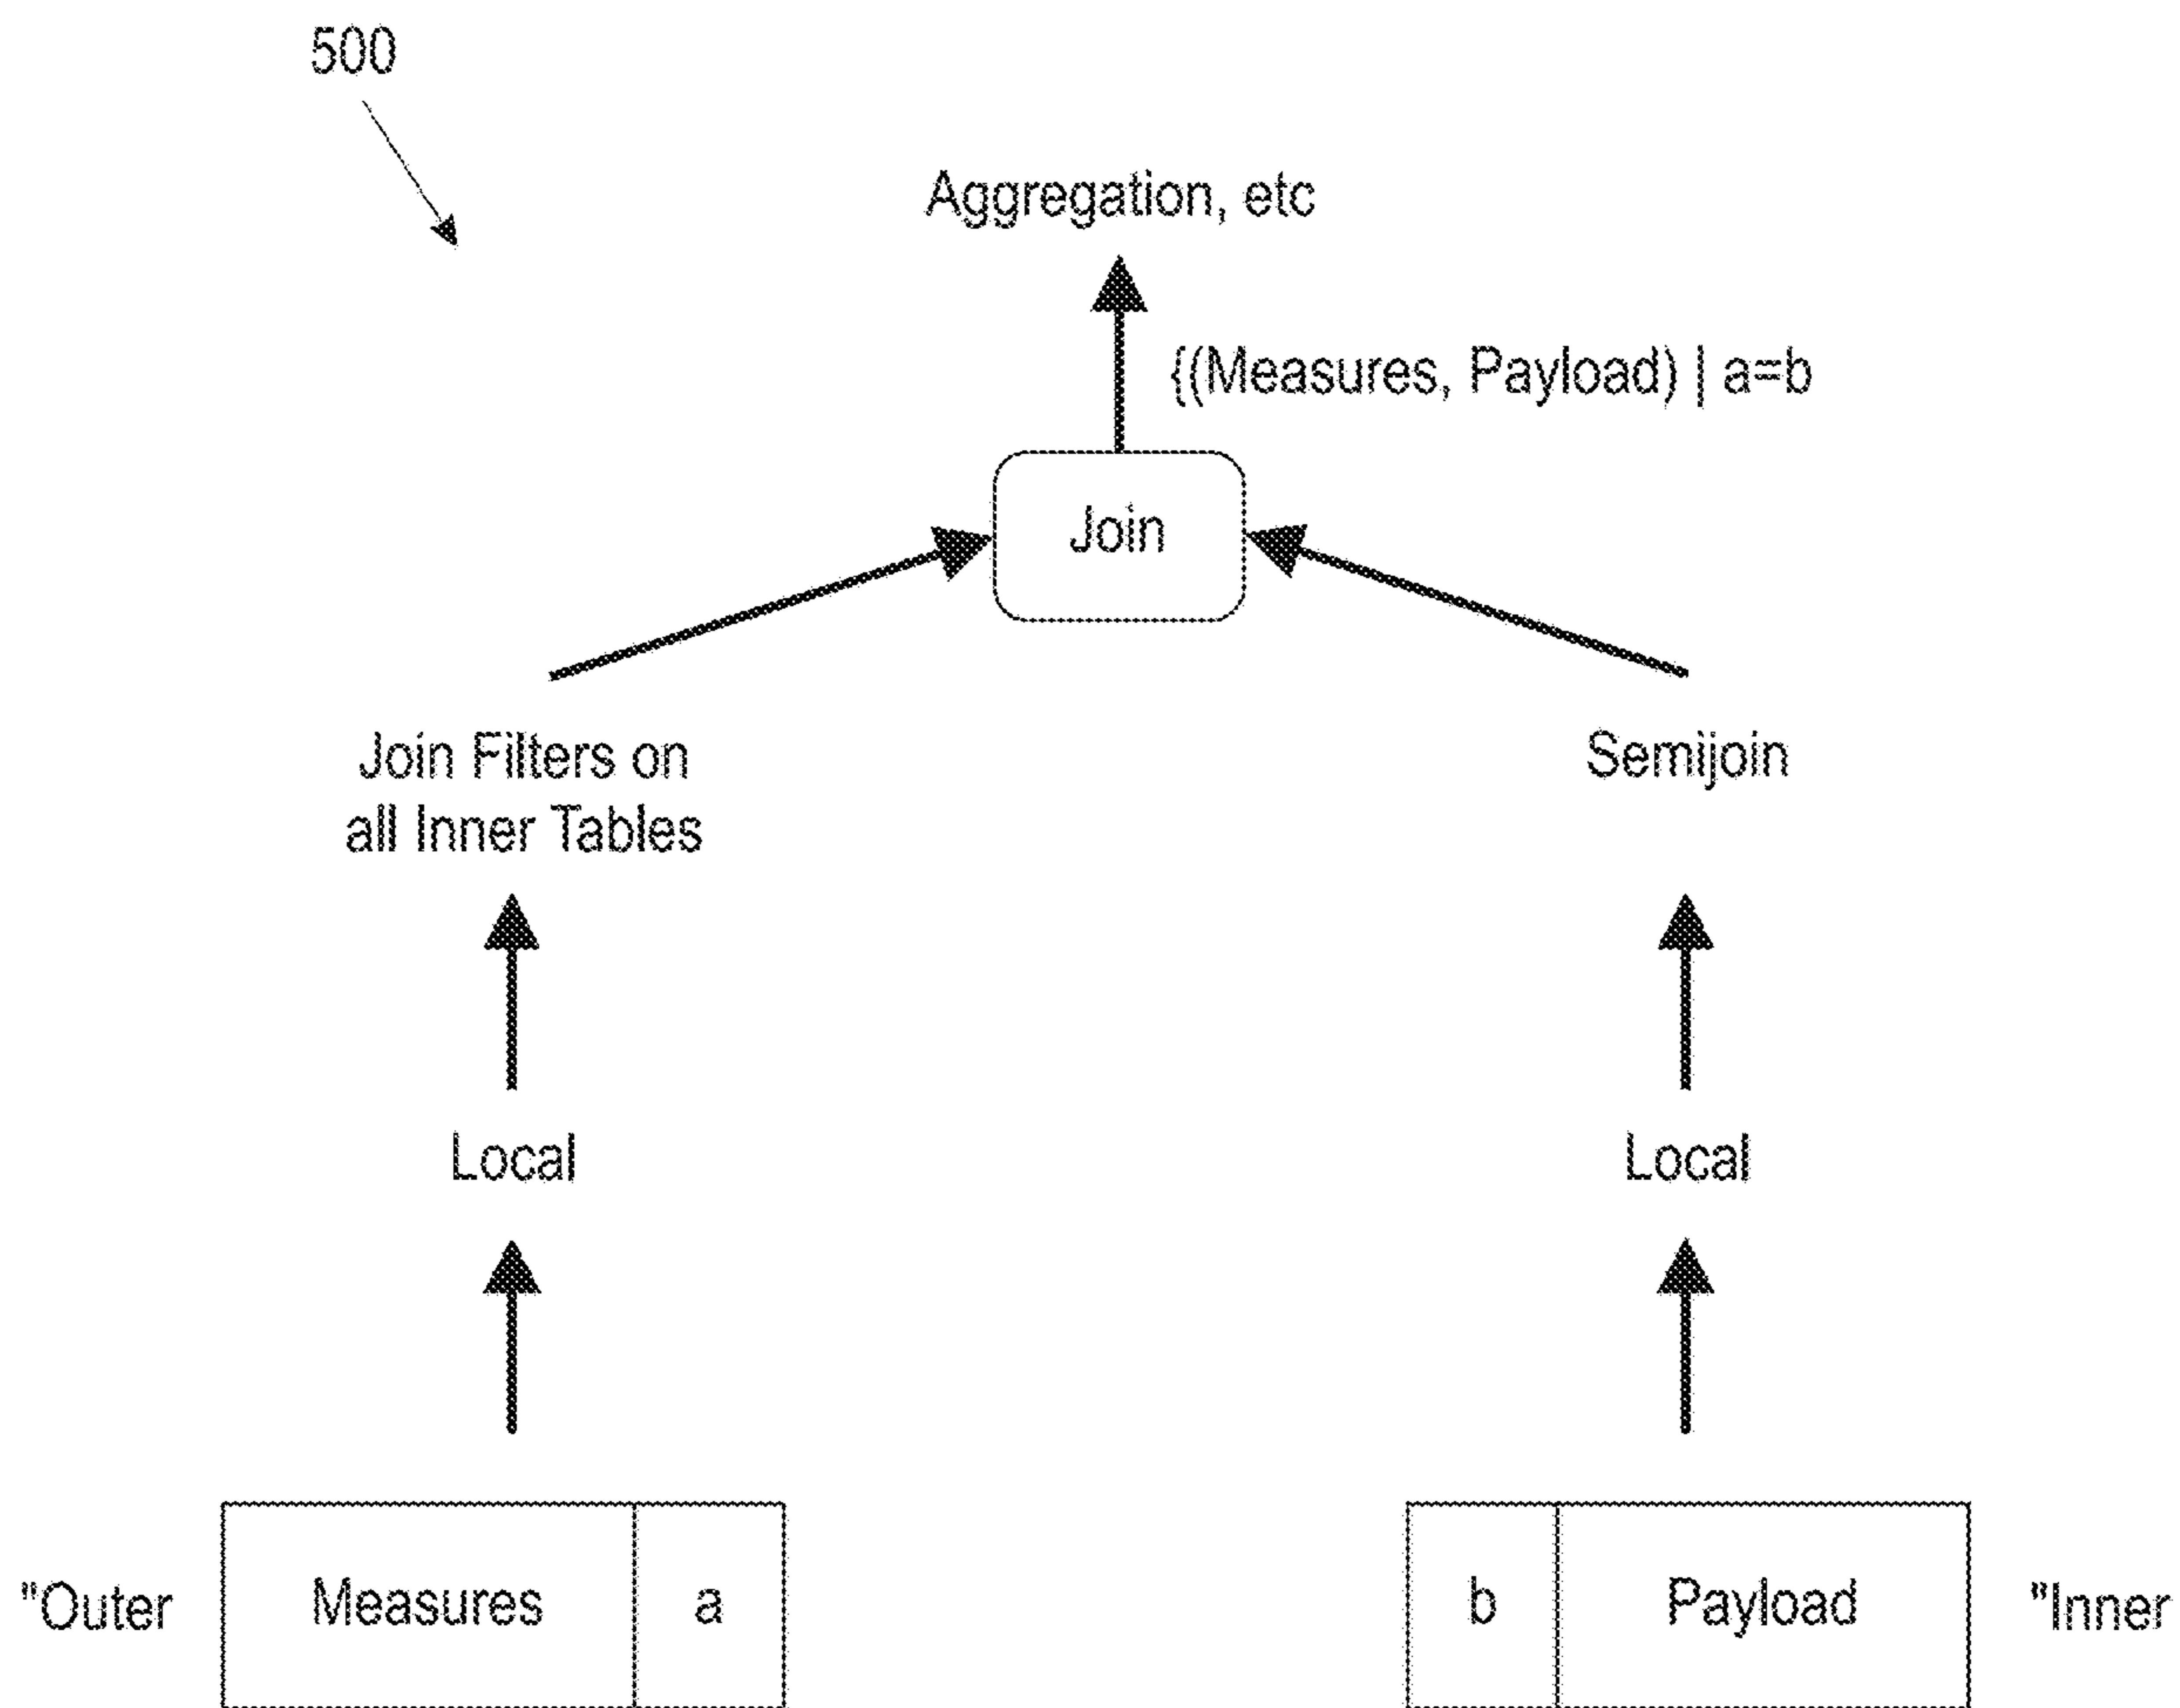 500
Aggregation, etc
{(Measures, Payload) | a=b
Join
Join Filters on
all Inner Tables
Semijoin
Local
Local
"Outer
Measures
a
b
Payload
"Inner